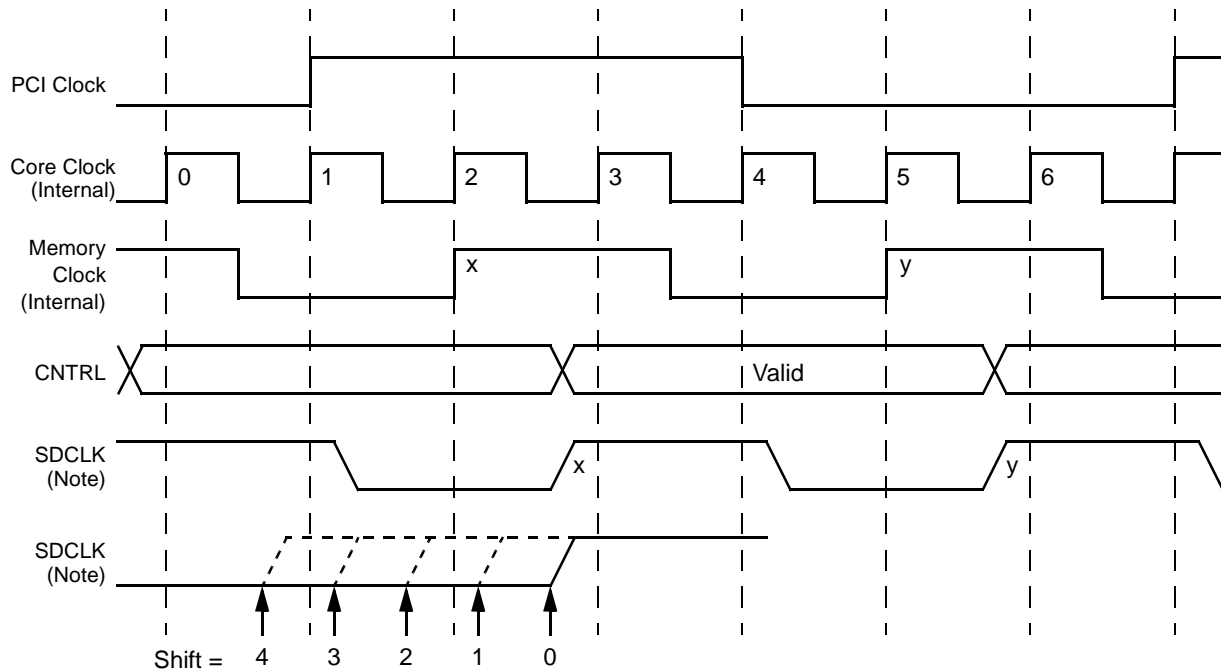 PCI Clock
Core Clock
(Internal)
0 1 2 3 4 5 6
Memory
Clock
(Internal)
x y
CNTRL
Valid
SDCLK
(Note)
x y
SDCLK
(Note)
Shift = 4 3 2 1 0